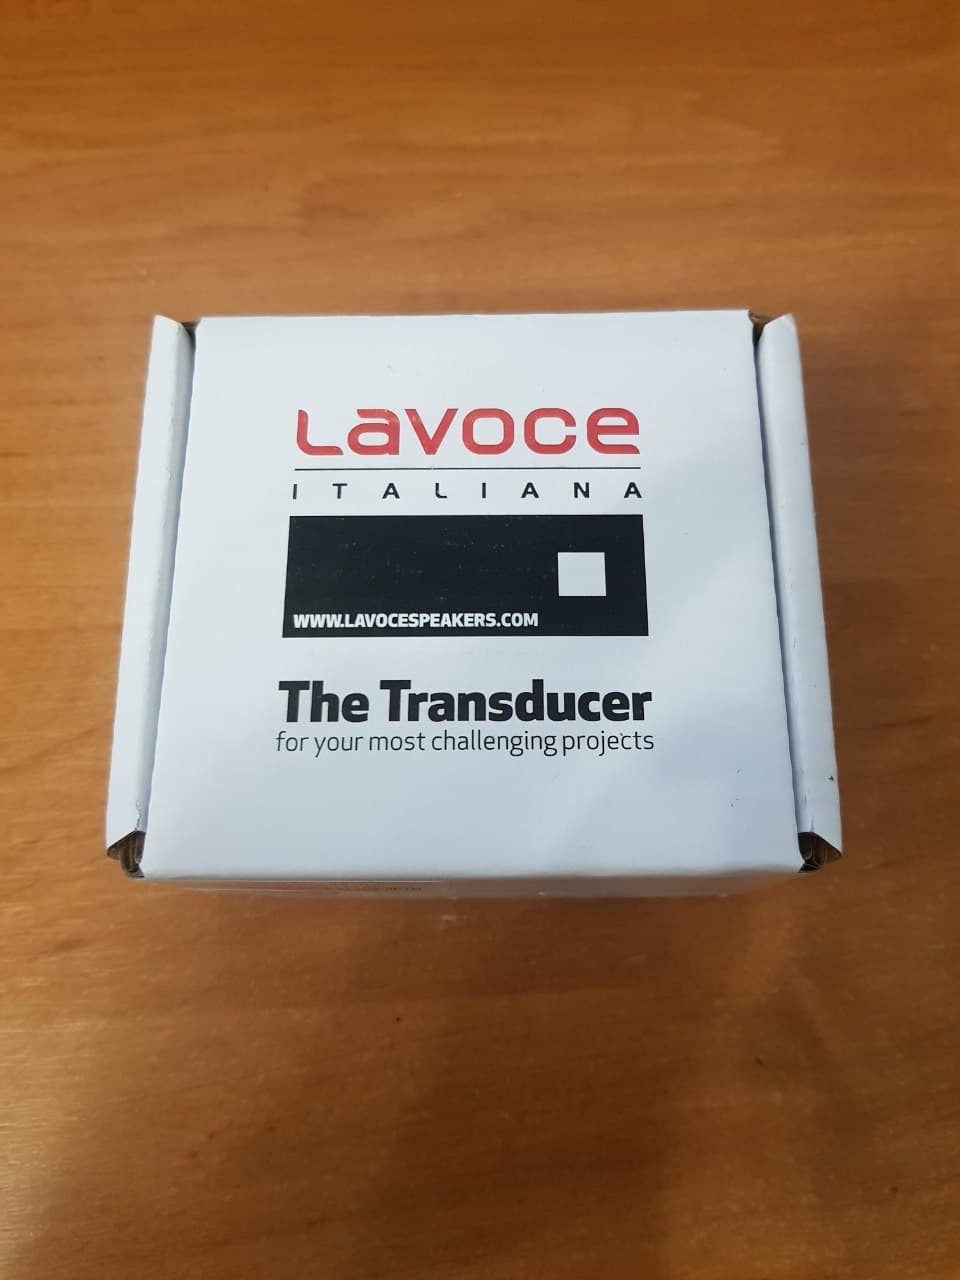 Lavoce
ITALIANA
WWW.LAVOCESPEAKERS.COM
The Transducer
for your most challenging projects